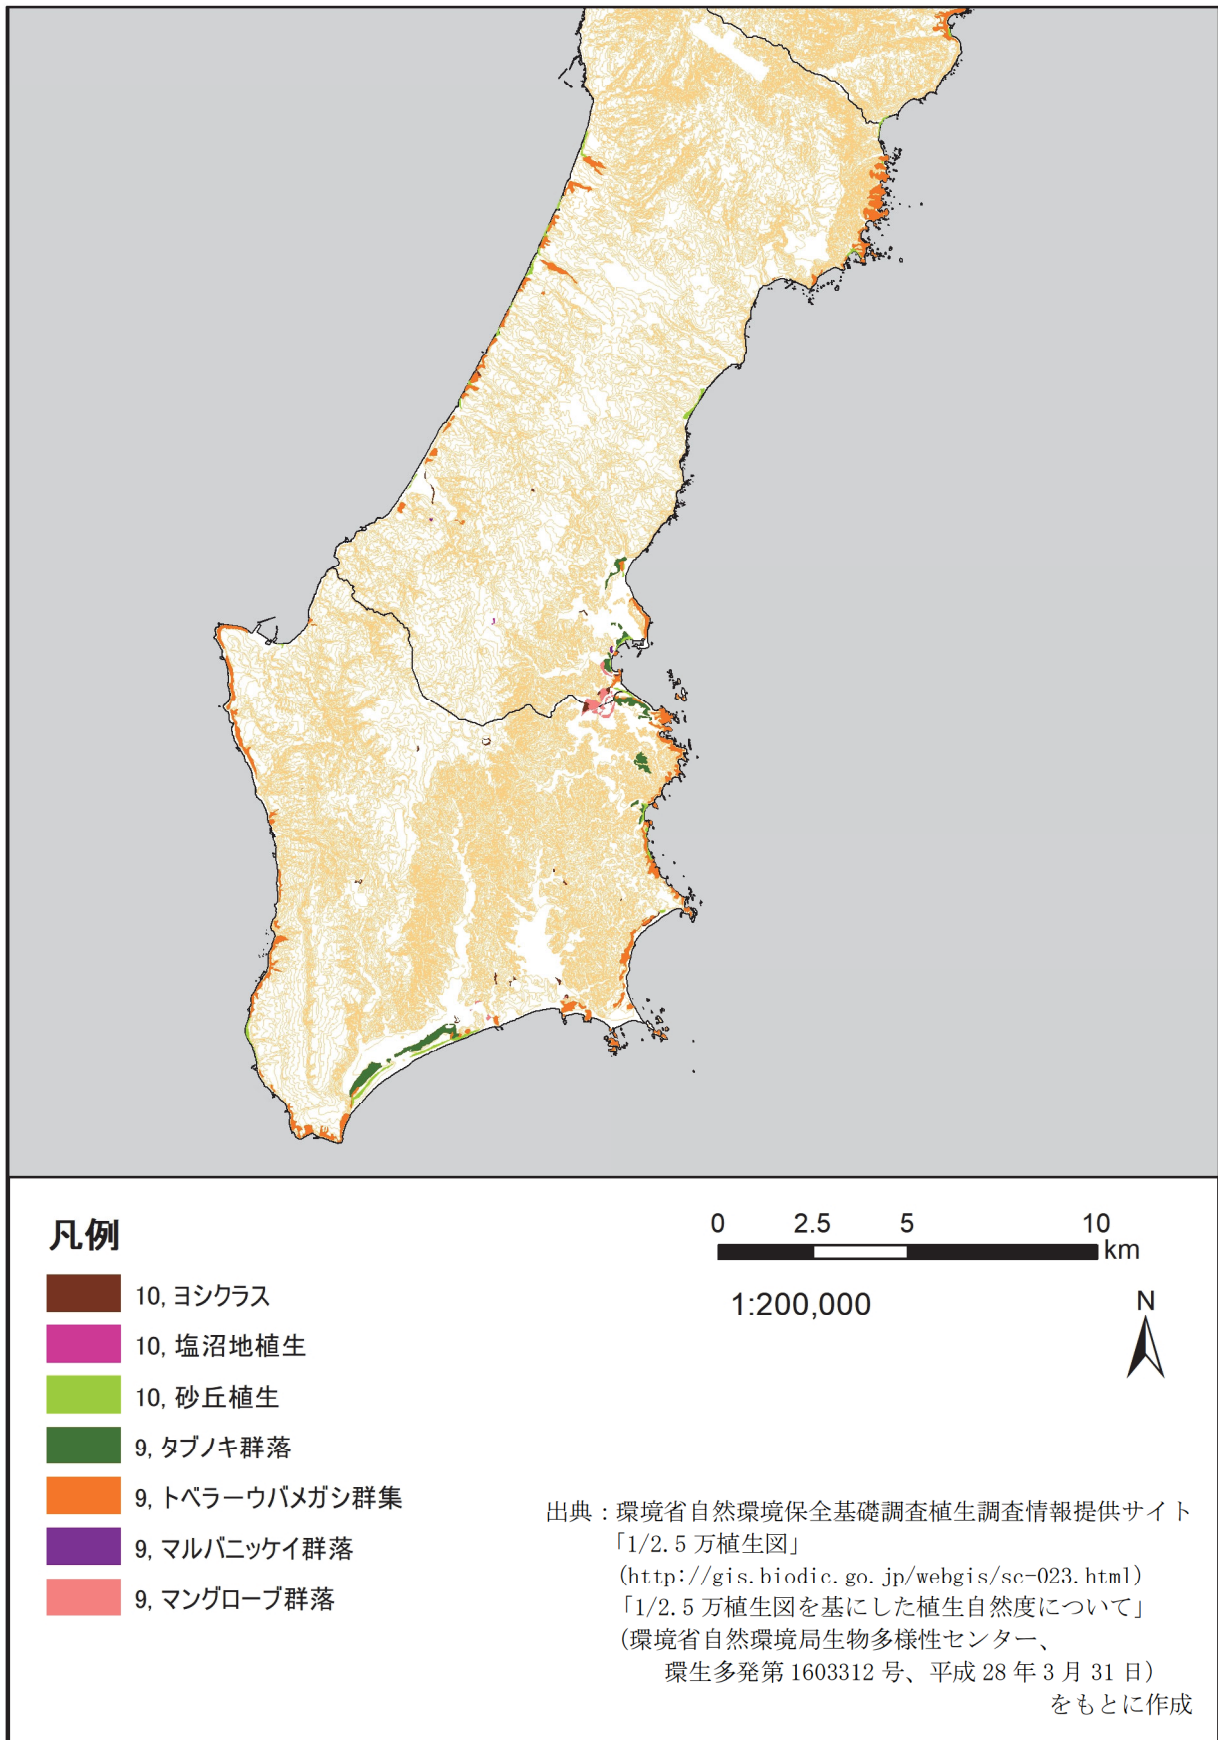 凡例
10, ヨシクラス
10, 塩沼地植生
10, 砂丘植生
9, タブノキ群落
9, トベラーウバメガシ群集
9, マルバニッケイ群落
9, マングローブ群落
0 2.5 5 10
km
1:200,000
N
出典：環境省自然環境保全基礎調査植生調査情報提供サイト
「1/2.5 万植生図」
(http://gis.biodic.go.jp/webgis/sc-023.html)
「1/2.5 万植生図を基にした植生自然度について」
（環境省自然環境局生物多様性センター、
環生多発第 1603312 号、平成 28 年 3 月 31 日）
をもとに作成